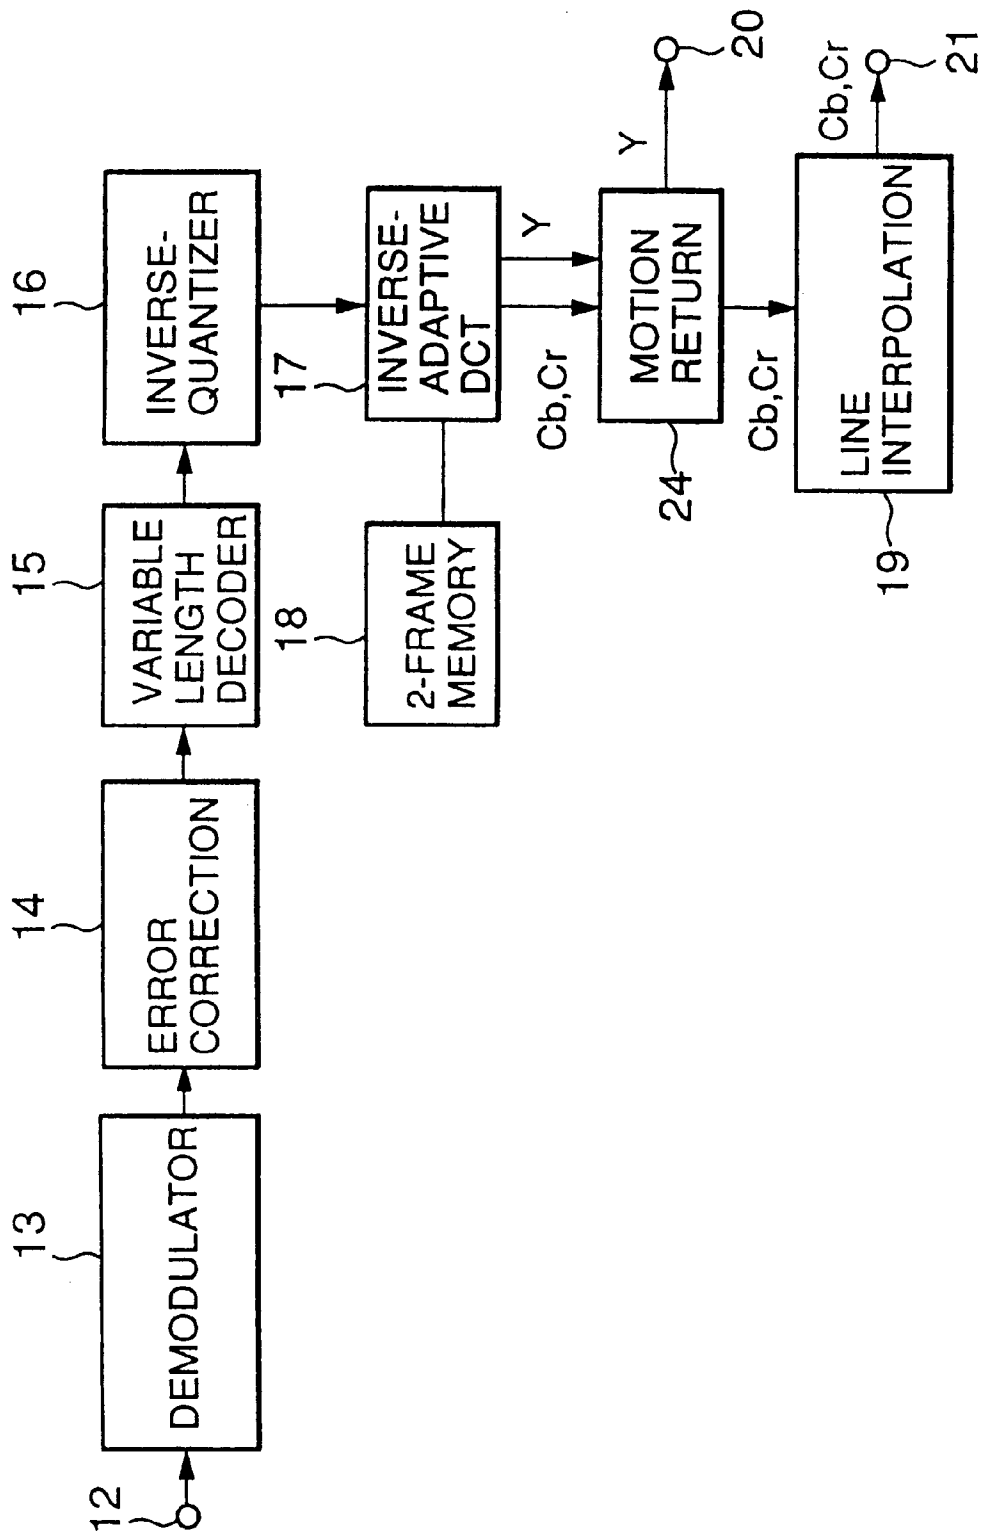 12
13
DEMODULATOR
14
ERROR
CORRECTION
15
VARIABLE
LENGTH
DECODER
16
INVERSE-
QUANTIZER
18
2-FRAME
MEMORY
17
INVERSE-
ADAPTIVE
DCT
Cb,Cr
Y
24
MOTION
RETURN
Y
20
Cb,Cr
19
LINE
INTERPOLATION
Cb,Cr
21